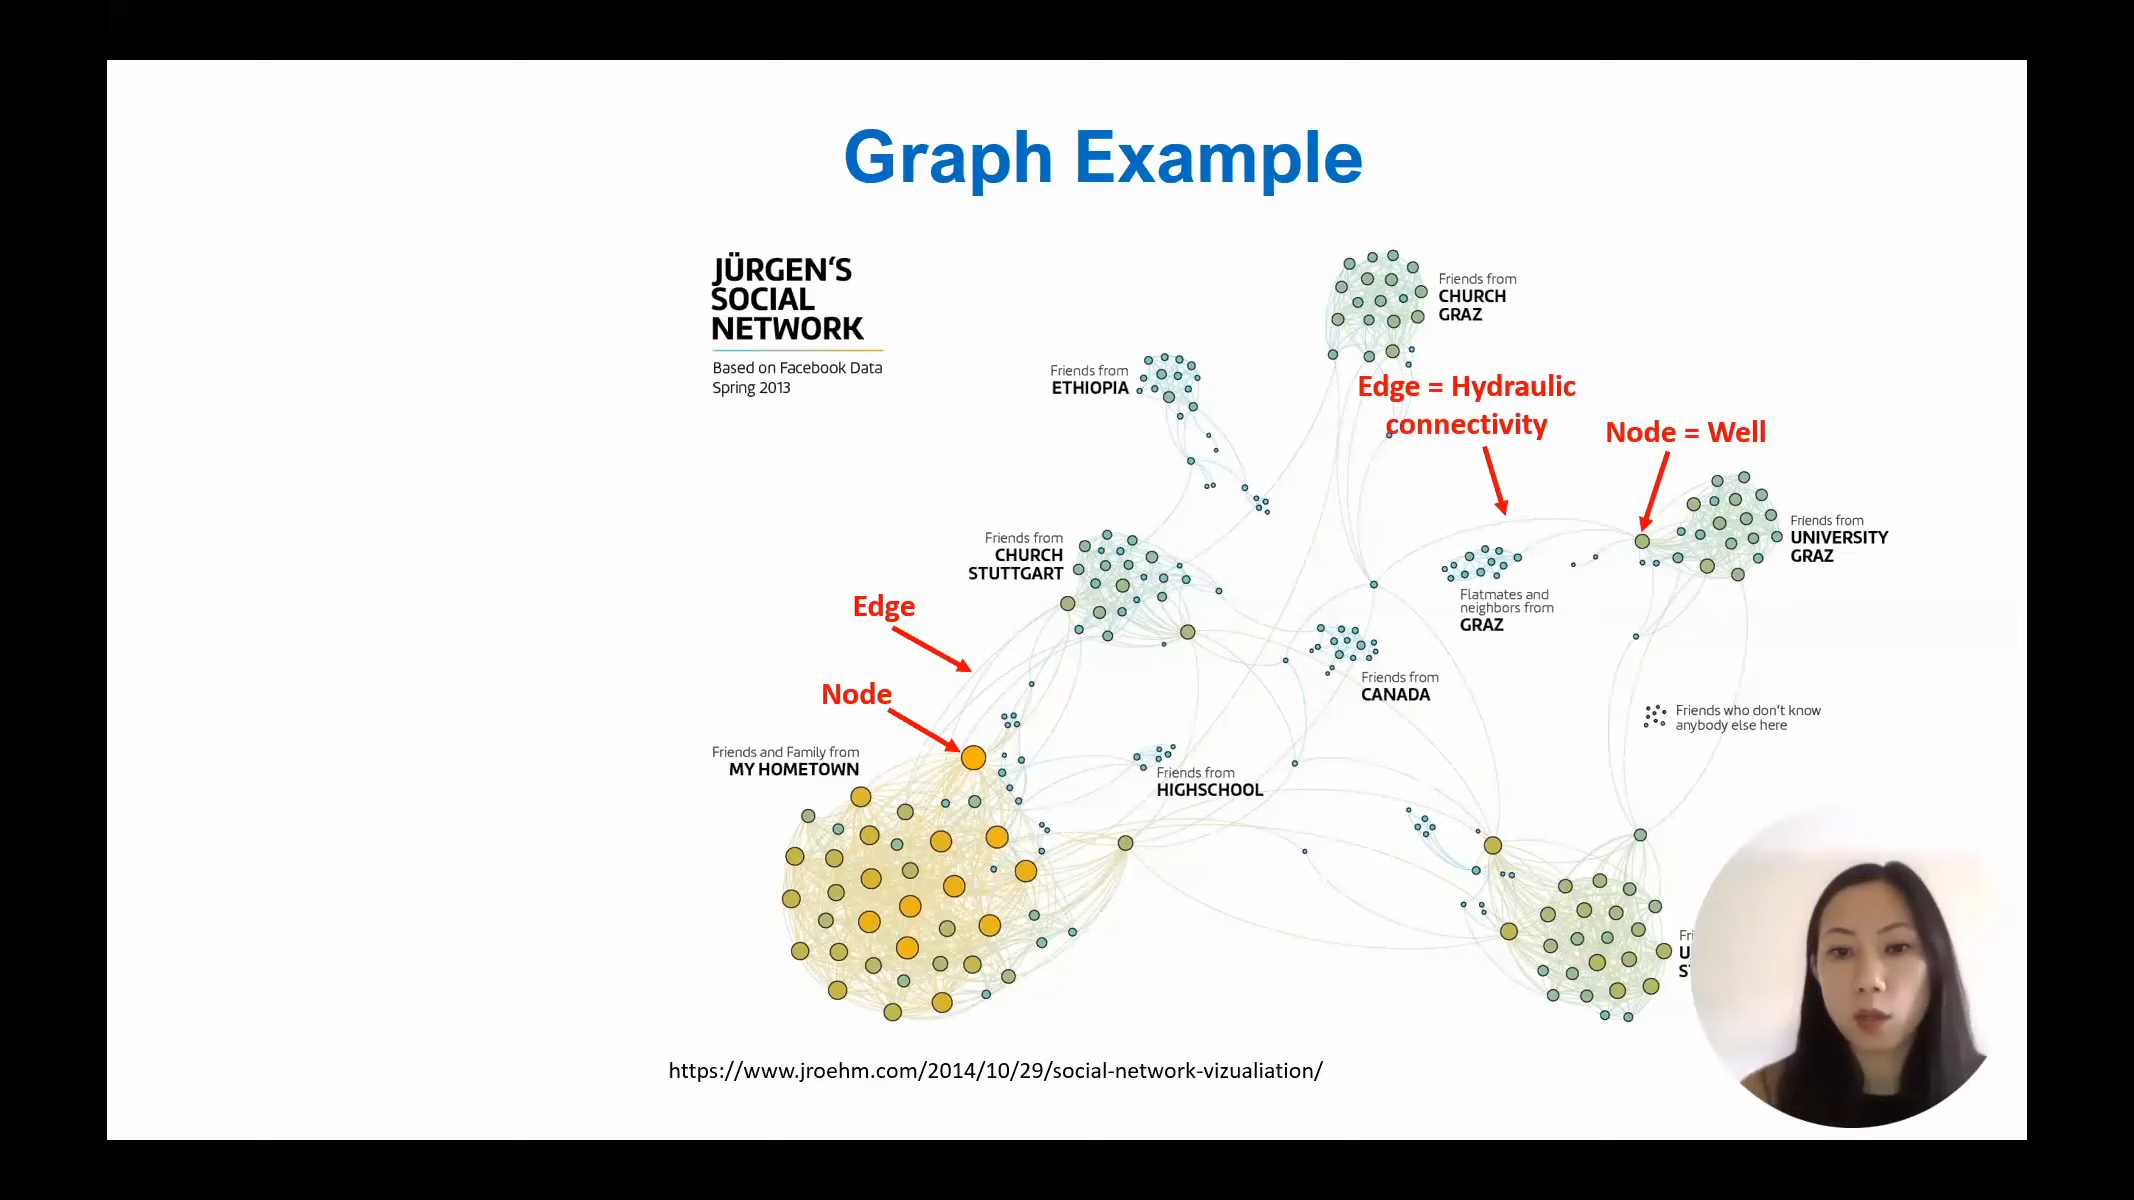 Graph Example
JÜRGEN‘S
SOCIAL
NETWORK
Based on Facebook Data
Spring 2013
Friends from
CHURCH
GRAZ
Friends from
ETHIOPIA
Edge = Hydraulic
connectivity
Node = Well
Friends from
UNIVERSITY
GRAZ
Friends from
CHURCH
STUTTGART
Flatmates and
neighbors from
GRAZ
Edge
Node
Friends from
CANADA
Friends who don’t know
anybody else here
Friends and Family from
MY HOMETOWN
Friends from
HIGHSCHOOL
https://www.jroehm.com/2014/10/29/social-network-vizualiation/